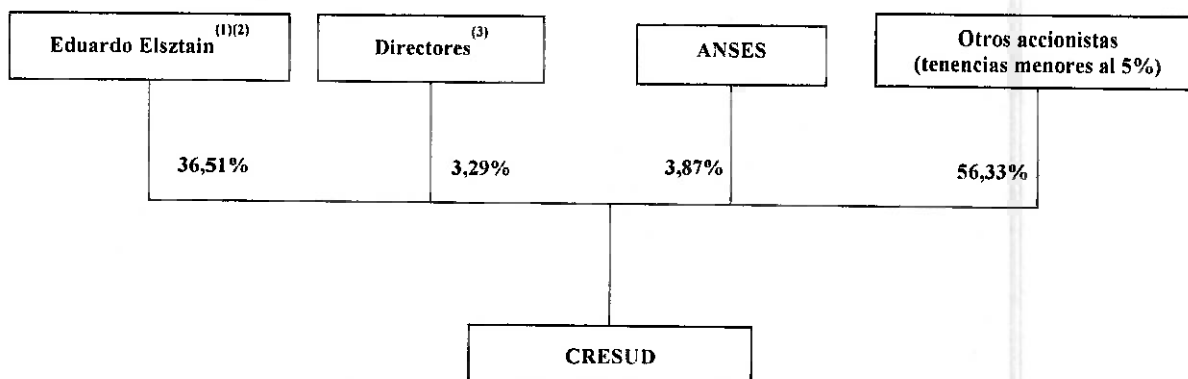 Eduardo Elsztain (1)(2)
Directores (3)
ANSES
Otros accionistas
(tenencias menores al 5%)
36,51%
3,29%
3,87%
56,33%
CRESUD